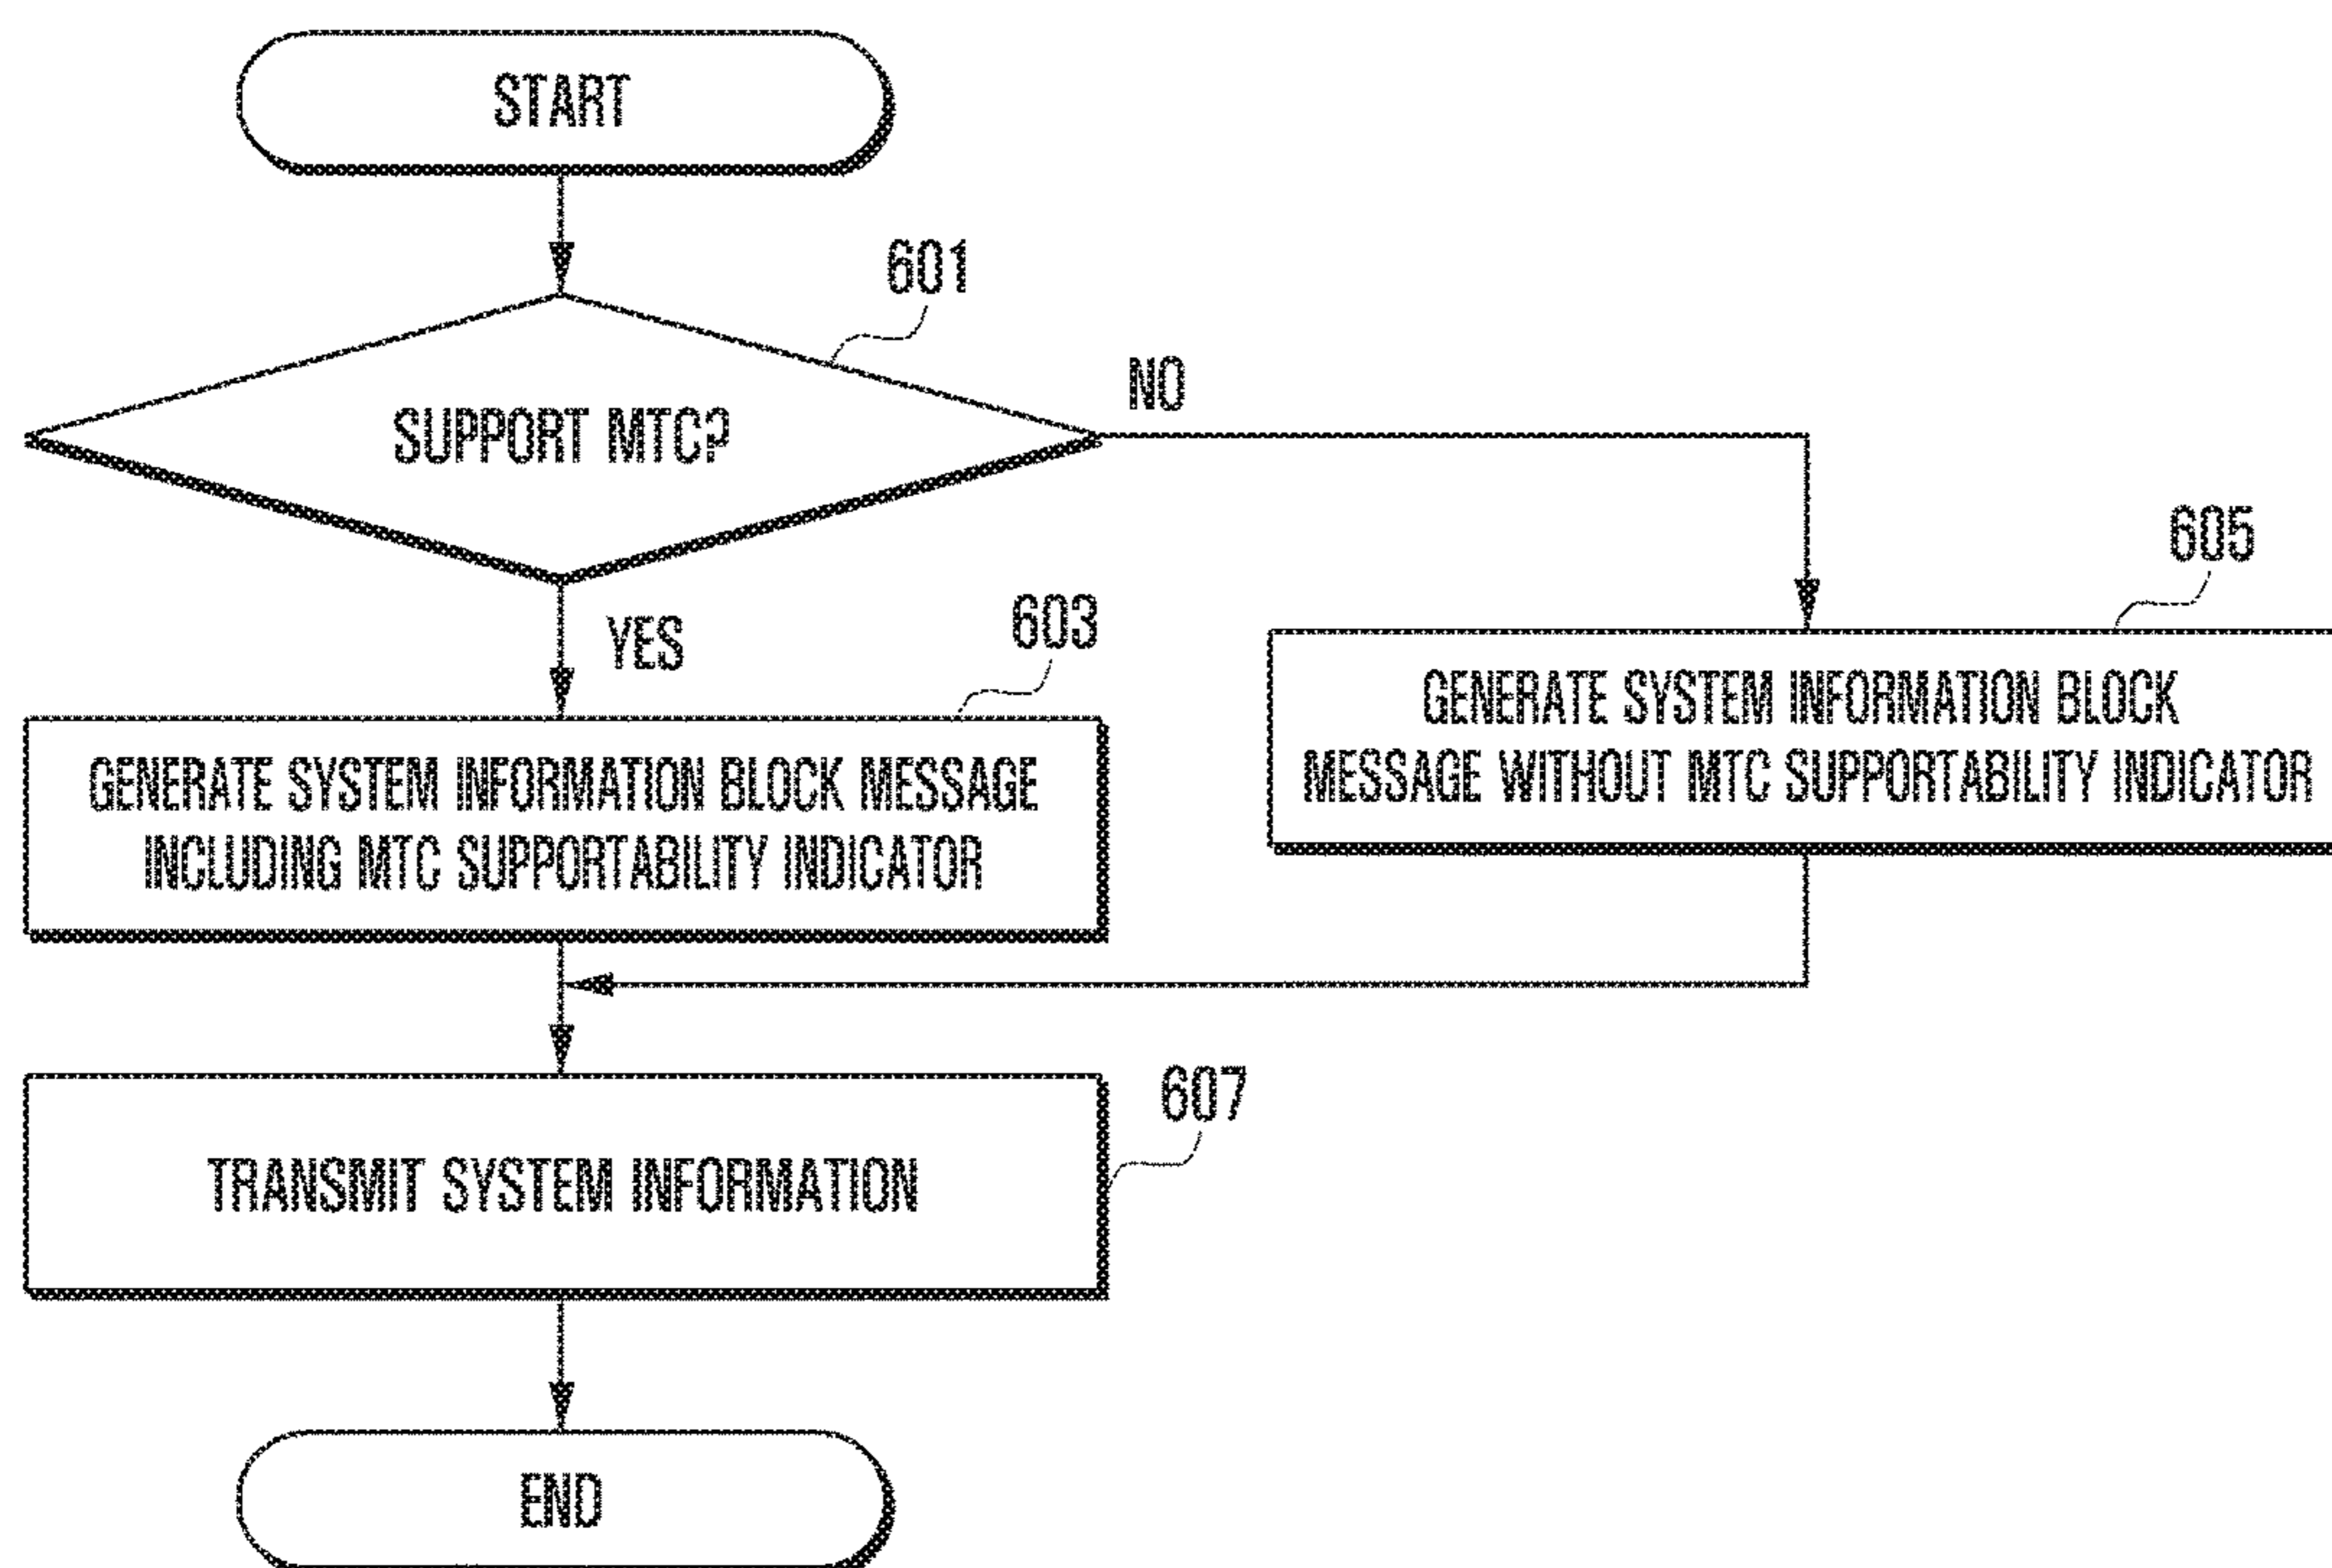 START
601
SUPPORT MTC?
NO
YES
603
605
GENERATE SYSTEM INFORMATION BLOCK MESSAGE
INCLUDING MTC SUPPORTABILITY INDICATOR
GENERATE SYSTEM INFORMATION BLOCK
MESSAGE WITHOUT MTC SUPPORTABILITY INDICATOR
607
TRANSMIT SYSTEM INFORMATION
END